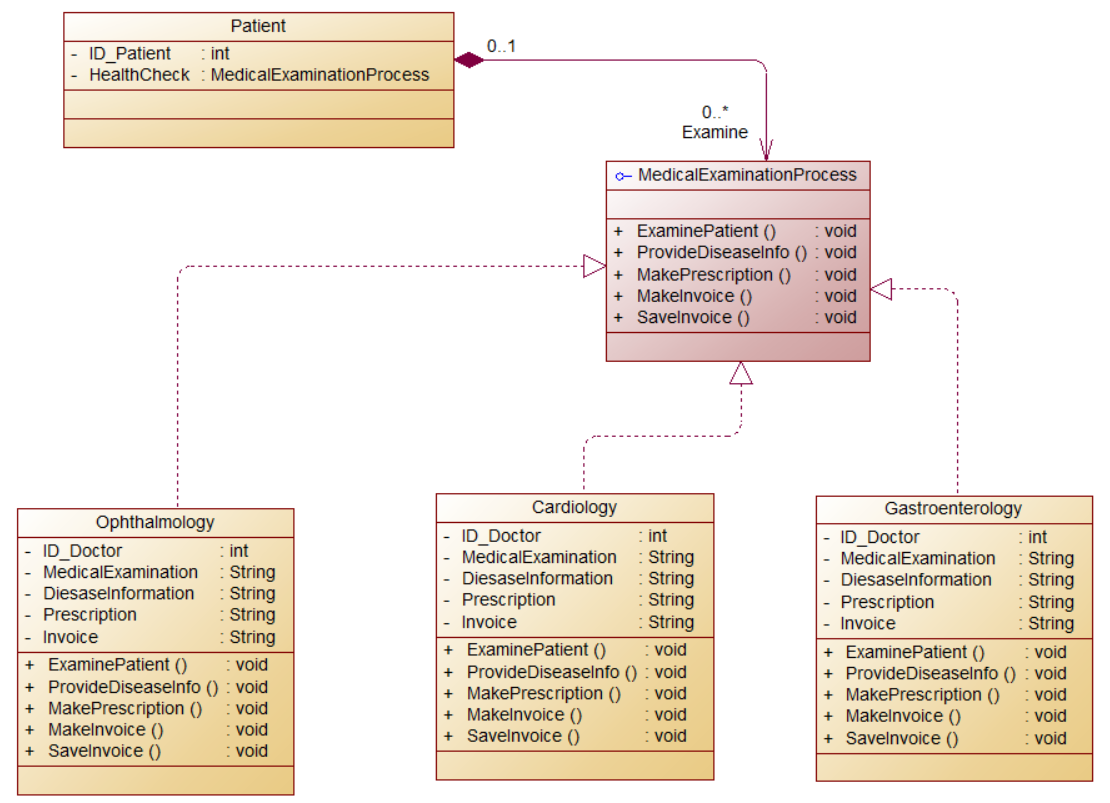 Patient
- ID_Patient : int
- HealthCheck : MedicalExaminationProcess
0..1
0..*
Examine
MedicalExaminationProcess
+ ExaminePatient () : void
+ ProvideDiseaseInfo () : void
+ MakePrescription () : void
+ MakeInvoice () : void
+ SaveInvoice () : void
Ophthalmology
- ID_Doctor : int
- MedicalExamination : String
- DiesaseInformation : String
- Prescription : String
- Invoice : String
+ ExaminePatient () : void
+ ProvideDiseaseInfo () : void
+ MakePrescription () : void
+ MakeInvoice () : void
+ SaveInvoice () : void
Cardiology
- ID_Doctor : int
- MedicalExamination : String
- DiesaseInformation : String
- Prescription : String
- Invoice : String
+ ExaminePatient () : void
+ ProvideDiseaseInfo () : void
+ MakePrescription () : void
+ MakeInvoice () : void
+ SaveInvoice () : void
Gastroenterology
- ID_Doctor : int
- MedicalExamination : String
- DiesaseInformation : String
- Prescription : String
- Invoice : String
+ ExaminePatient () : void
+ ProvideDiseaseInfo () : void
+ MakePrescription () : void
+ MakeInvoice () : void
+ SaveInvoice () : void